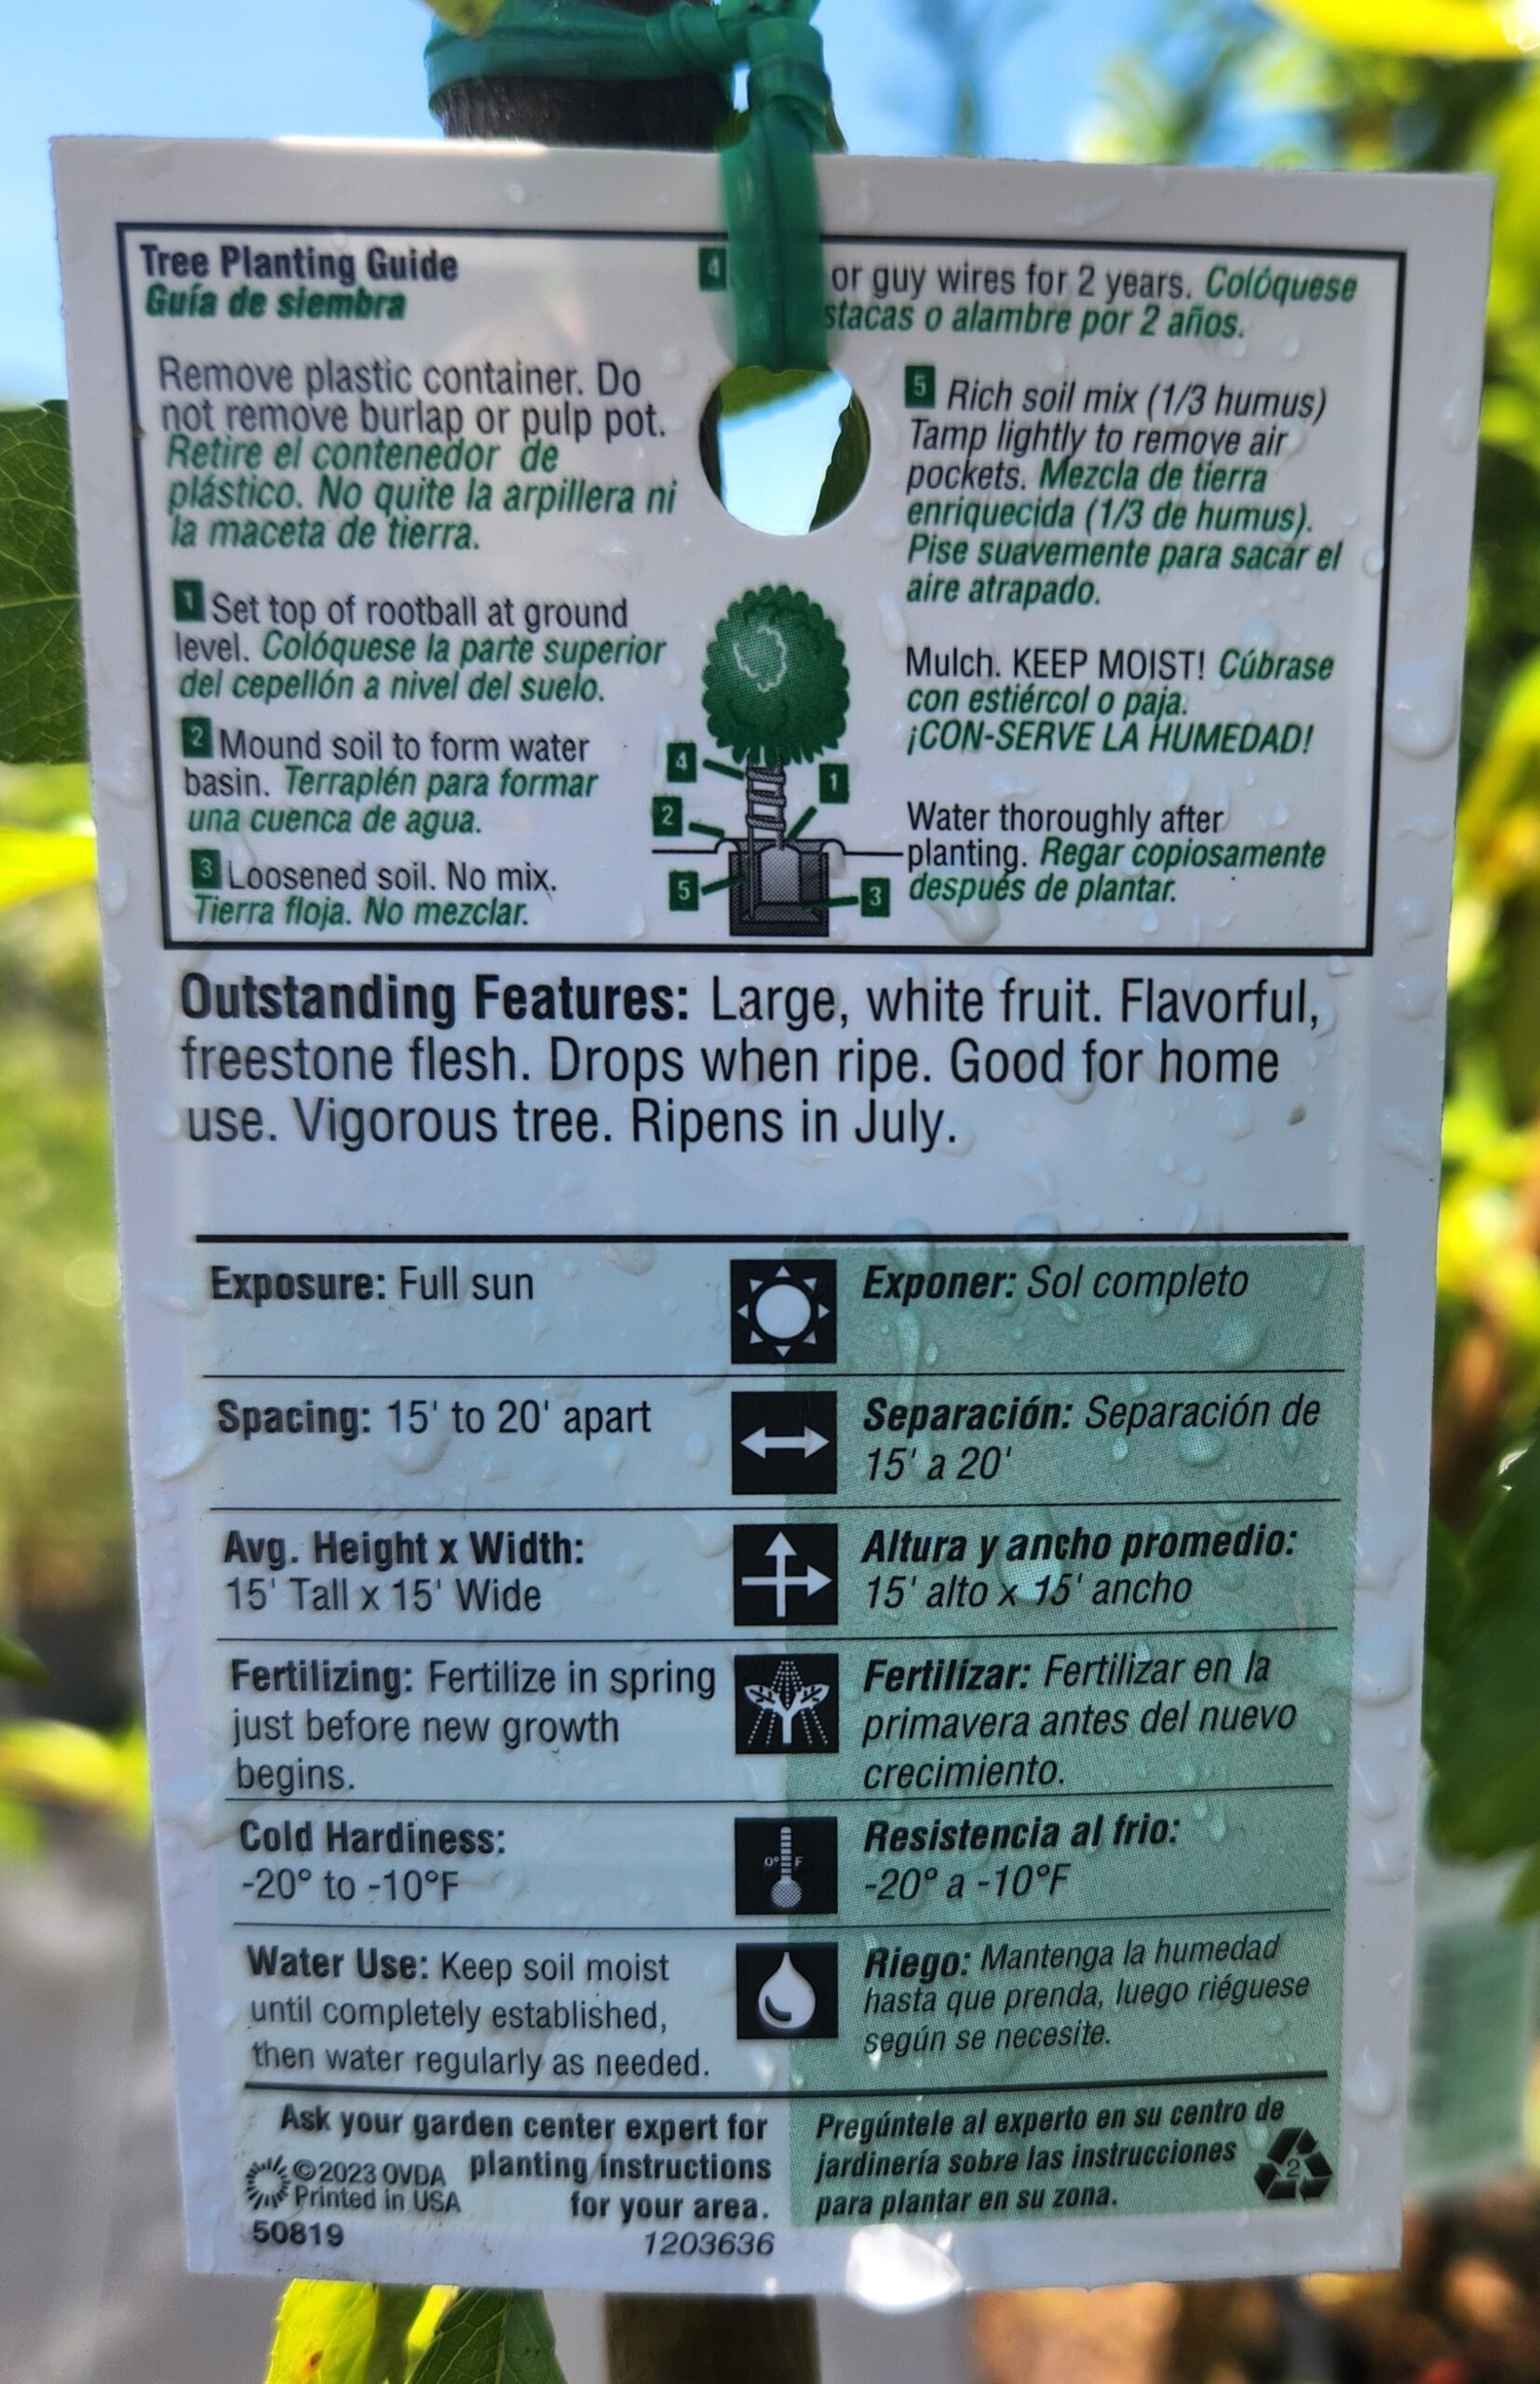 Tree Planting Guide
Guía de siembra
Remove plastic container. Do
not remove burlap or pulp pot.
Retire el contenedor de
plástico. No quite la arpillera ni
la maceta de tierra.
1 Set top of rootball at ground
level. Colóquese la parte superior
del cepellón a nivel del suelo.
2 Mound soil to form water
basin. Terraplén para formar
una cuenca de agua.
3 Loosened soil. No mix.
Tierra floja. No mezclar.
4 or guy wires for 2 years. Colóquese
stacas o alambre por 2 años.
5 Rich soil mix (1/3 humus)
Tamp lightly to remove air
pockets. Mezcla de tierra
enriquecida (1/3 de humus).
Pise suavemente para sacar el
aire atrapado.
Mulch. KEEP MOIST! Cúbrase
con estiércol o paja.
¡CON-SERVE LA HUMEDAD!
Water thoroughly after
planting. Regar copiosamente
después de plantar.
4
1
2
5
3
Outstanding Features: Large, white fruit. Flavorful,
freestone flesh. Drops when ripe. Good for home
use. Vigorous tree. Ripens in July.
Exposure: Full sun
Exponer: Sol completo
Spacing: 15' to 20' apart
Separación: Separación de
15' a 20'
Avg. Height x Width:
15' Tall x 15' Wide
Altura y ancho promedio:
15' alto x 15' ancho
Fertilizing: Fertilize in spring
just before new growth
begins.
Fertilizar: Fertilizar en la
primavera antes del nuevo
crecimiento.
Cold Hardiness:
-20° to -10°F
0° F
Resistencia al frio:
-20° a -10°F
Water Use: Keep soil moist
until completely established,
then water regularly as needed.
Riego: Mantenga la humedad
hasta que prenda, luego riéguese
según se necesite.
Ask your garden center expert for
planting instructions
for your area.
©2023 OVDA
Printed in USA
50819
1203636
Pregúntele al experto en su centro de
jardinería sobre las instrucciones
para plantar en su zona.
2